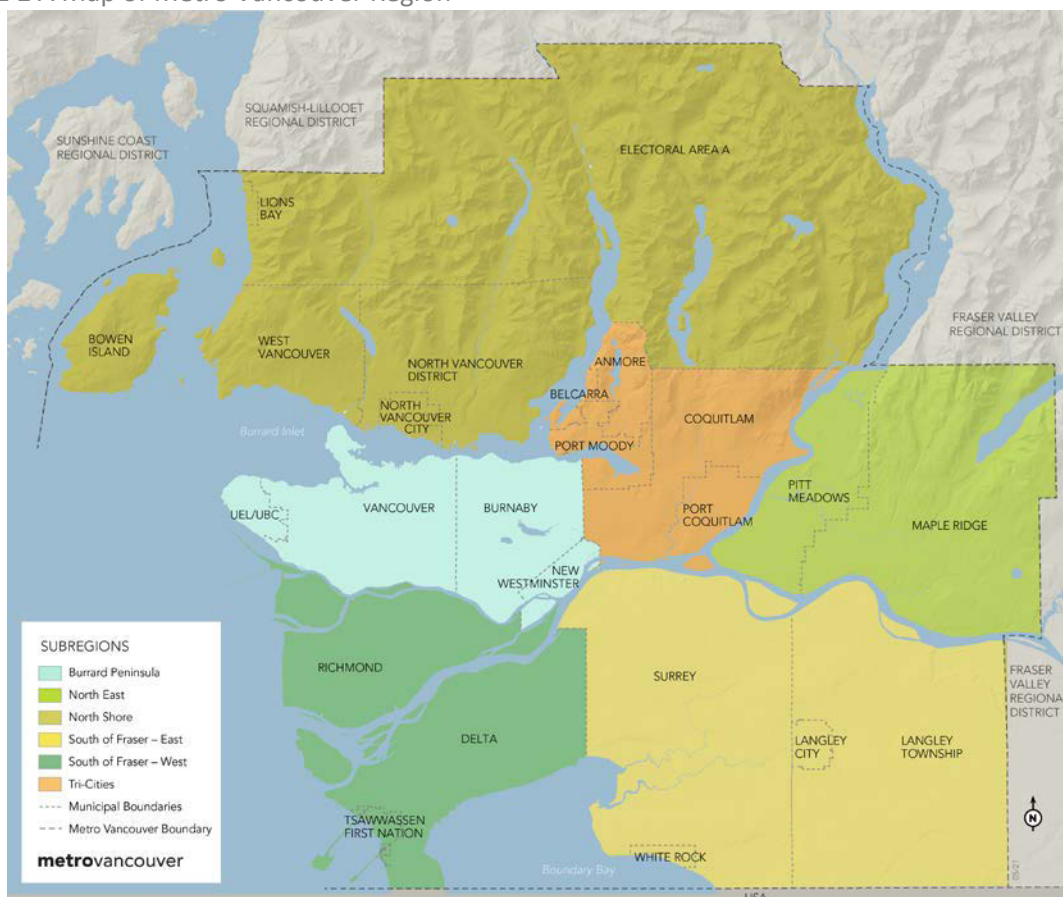 SQUAMISH-LILLOOET
REGIONAL DISTRICT
SUNSHINE COAST
REGIONAL DISTRICT
ELECTORAL AREA A
LIONS
BAY
FRASER VALLEY
REGIONAL DISTRICT
BOWEN
ISLAND
WEST
VANCOUVER
NORTH VANCOUVER
DISTRICT
ANMORE
BELCARRA
NORTH
VANCOUVER
CITY
COQUITLAM
Burrard Inlet
PORT MOODY
PITT
MEADOWS
UEL/UBC
VANCOUVER
BURNABY
PORT
COQUITLAM
MAPLE RIDGE
NEW
WESTMINSTER
RICHMOND
SURREY
FRASER
VALLEY
REGIONAL
DISTRICT
DELTA
LANGLEY
CITY
LANGLEY
TOWNSHIP
TSAWWASSEN
FIRST NATION
WHITE ROCK
Boundary Bay
N
05/21
USA
SUBREGIONS
Burrard Peninsula
North East
North Shore
South of Fraser – East
South of Fraser – West
Tri-Cities
Municipal Boundaries
Metro Vancouver Boundary
metrovancouver